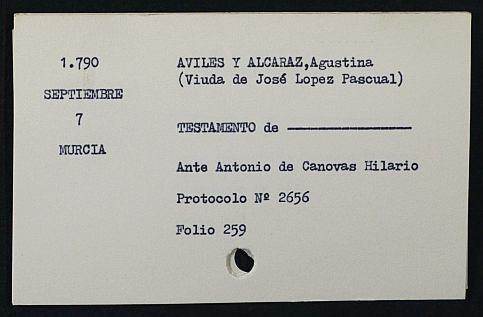 1.790
SEPTIEMBRE
7
MURCIA
AVILES Y ALCARAZ,Agustina
(Viuda de José Lopez Pascual)
TESTAMENTO de ————————
Ante Antonio de Canovas Hilario
Protocolo Nº 2656
Folio 259